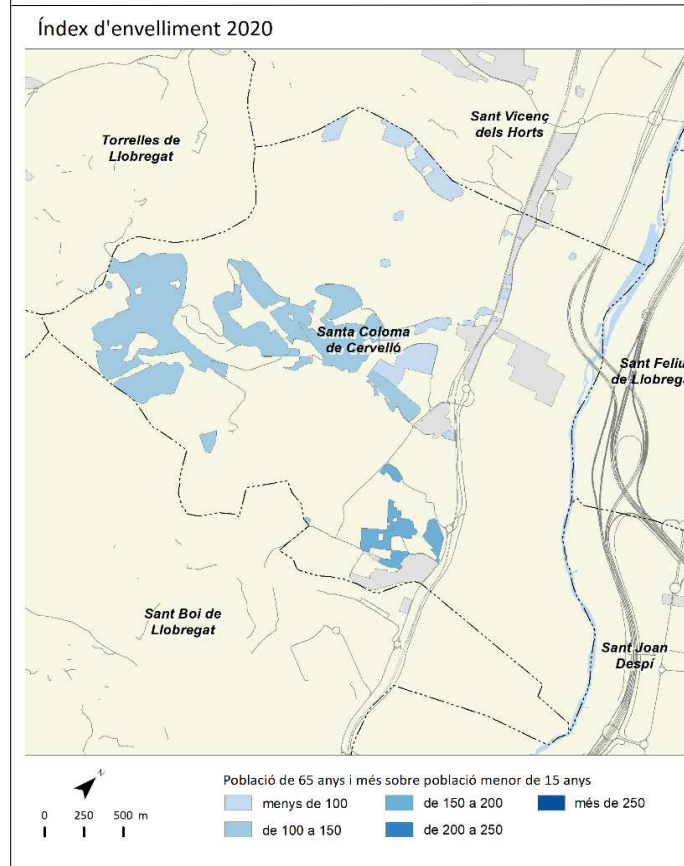 Índex d'envelliment 2020
Sant Vicenç
dels Horts
Torrelles de
Llobregat
Santa Coloma
de Cervelló
Sant Feliu
de Llobrega
Sant Boi de
Llobregat
Sant Joan
Despí
N
0 250 500 m
Població de 65 anys i més sobre població menor de 15 anys
menys de 100
de 150 a 200
més de 250
de 100 a 150
de 200 a 250